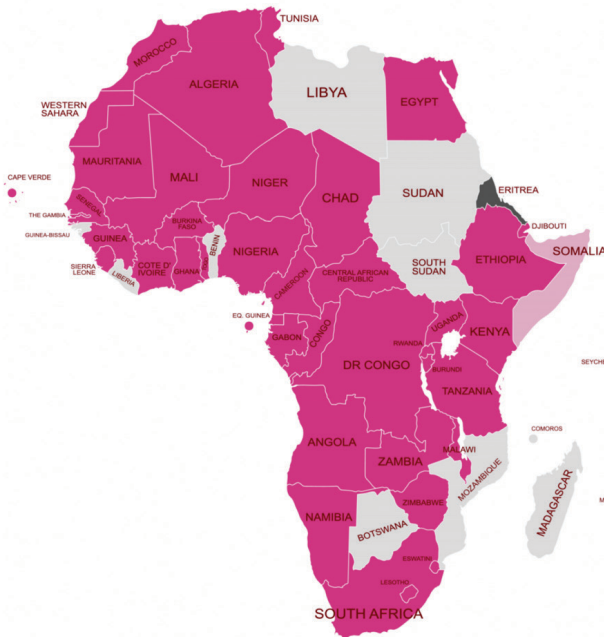 TUNISIA
MOROCCO
ALGERIA
LIBYA
EGYPT
WESTERN
SAHARA
MAURITANIA
MALI
NIGER
CHAD
SUDAN
ERITREA
CAPE VERDE
SENEGAL
THE GAMBIA
GUINEA-BISSAU
GUINEA
SIERRA
LEONE
LIBERIA
COTE D'
IVOIRE
BURKINA
FASO
GHANA
BENIN
NIGERIA
CAMEROON
CENTRAL AFRICAN
REPUBLIC
SOUTH
SUDAN
ETHIOPIA
DJIBOUTI
SOMALIA
EQ. GUINEA
GABON
CONGO
DR CONGO
UGANDA
KENYA
RWANDA
BURUNDI
TANZANIA
SEYCHE
ANGOLA
ZAMBIA
MALAWI
MOZAMBIQUE
COMOROS
MADAGASCAR
M
NAMIBIA
BOTSWANA
ZIMBABWE
ESWATINI
LESOTHO
SOUTH AFRICA